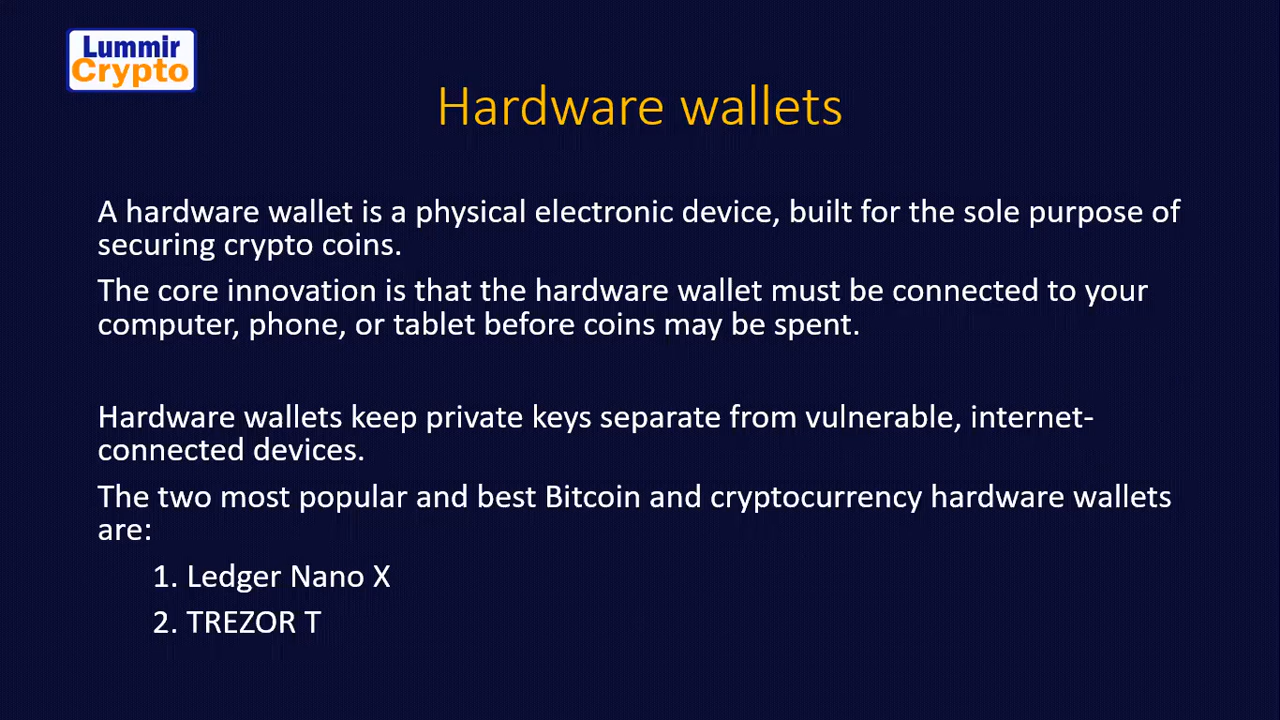 Lummir
Crypto
Hardware wallets
A hardware wallet is a physical electronic device, built for the sole purpose of
securing crypto coins.
The core innovation is that the hardware wallet must be connected to your
computer, phone, or tablet before coins may be spent.
Hardware wallets keep private keys separate from vulnerable, internet-
connected devices.
The two most popular and best Bitcoin and cryptocurrency hardware wallets
are:
1. Ledger Nano X
2. TREZOR T